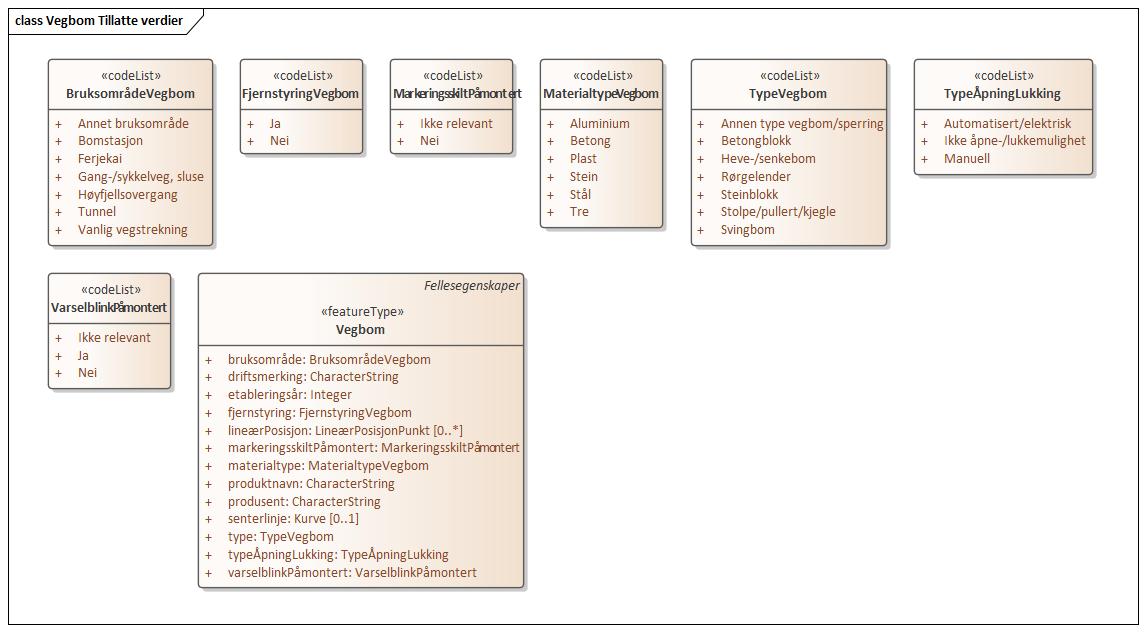 class Vegbom Tillatte verdier
«codeList»
BruksområdeVegbom
+ Annet bruksområde
+ Bomstasjon
+ Ferjekai
+ Gang-/sykkelveg, sluse
+ Høyfjellsovergang
+ Tunnel
+ Vanlig vegstrekning
«codeList»
FjernstyringVegbom
+ Ja
+ Nei
«codeList»
MarkeringsskiltPåmontert
+ Ikke relevant
+ Nei
«codeList»
MaterialtypeVegbom
+ Aluminium
+ Betong
+ Plast
+ Stein
+ Stål
+ Tre
«codeList»
TypeVegbom
+ Annen type vegbom/sperring
+ Betongblokk
+ Heve-/senkebom
+ Rørgelender
+ Steinblokk
+ Stolpe/pullert/kjegle
+ Svingbom
«codeList»
TypeÅpningLukking
+ Automatisert/elektrisk
+ Ikke åpne-/lukkemulighet
+ Manuell
«codeList»
VarselblinkPåmontert
+ Ikke relevant
+ Ja
+ Nei
Fellesegenskaper
«featureType»
Vegbom
+ bruksområde: BruksområdeVegbom
+ driftsmerking: CharacterString
+ etableringsår: Integer
+ fjernstyring: FjernstyringVegbom
+ lineærPosisjon: LineærPosisjonPunkt [0..*]
+ markeringsskiltPåmontert: MarkeringsskiltPåmontert
+ materialtype: MaterialtypeVegbom
+ produktnavn: CharacterString
+ produsent: CharacterString
+ senterlinje: Kurve [0..1]
+ type: TypeVegbom
+ typeÅpningLukking: TypeÅpningLukking
+ varselblinkPåmontert: VarselblinkPåmontert